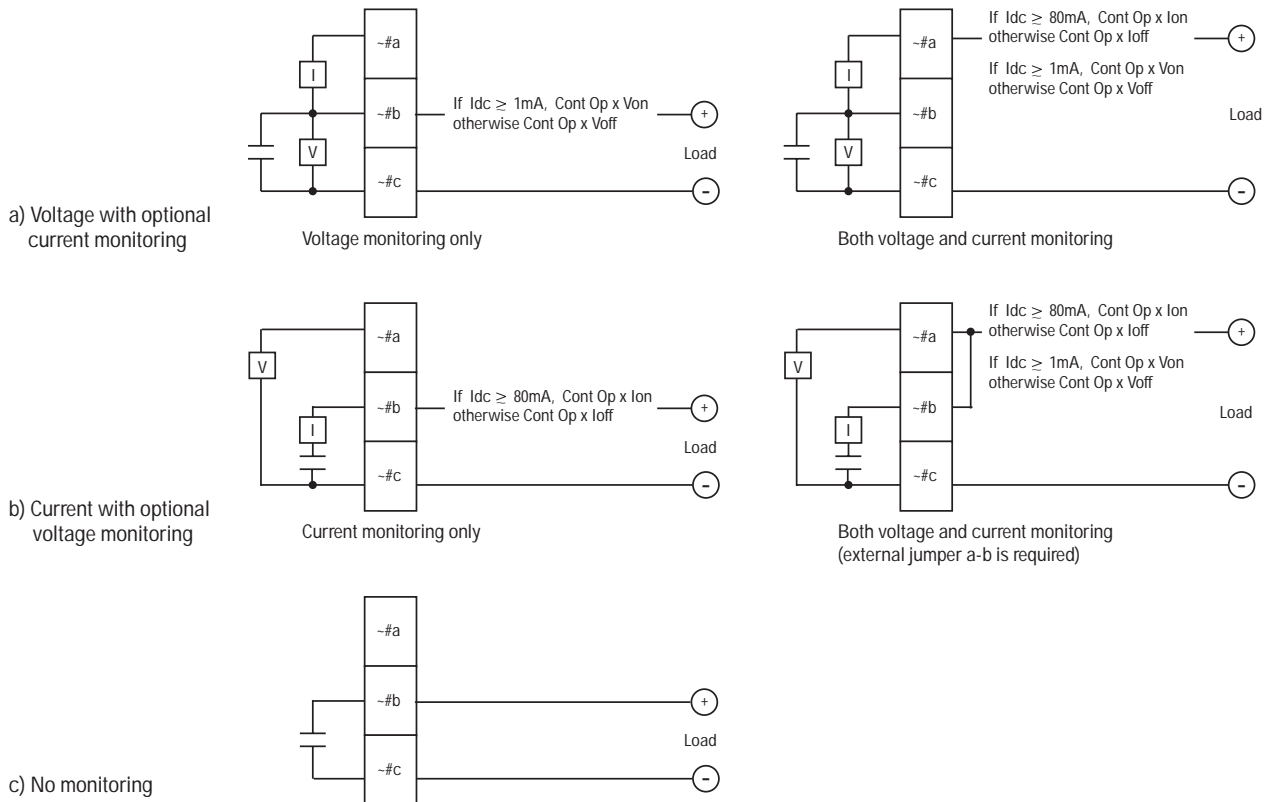 ~#a
I
~#b
If Idc ≥ 1mA, Cont Op x Von
otherwise Cont Op x Voff
+
V
Load
~#c
-
a) Voltage with optional
current monitoring
Voltage monitoring only
~#a
If Idc ≥ 80mA, Cont Op x Ion
otherwise Cont Op x Ioff
+
I
If Idc ≥ 1mA, Cont Op x Von
otherwise Cont Op x Voff
~#b
Load
V
~#c
-
Both voltage and current monitoring
~#a
V
~#b
If Idc ≥ 80mA, Cont Op x Ion
otherwise Cont Op x Ioff
+
I
Load
~#c
-
b) Current with optional
voltage monitoring
Current monitoring only
~#a
If Idc ≥ 80mA, Cont Op x Ion
otherwise Cont Op x Ioff
+
V
If Idc ≥ 1mA, Cont Op x Von
otherwise Cont Op x Voff
~#b
Load
I
~#c
-
Both voltage and current monitoring
(external jumper a-b is required)
~#a
~#b
+
Load
~#c
-
c) No monitoring